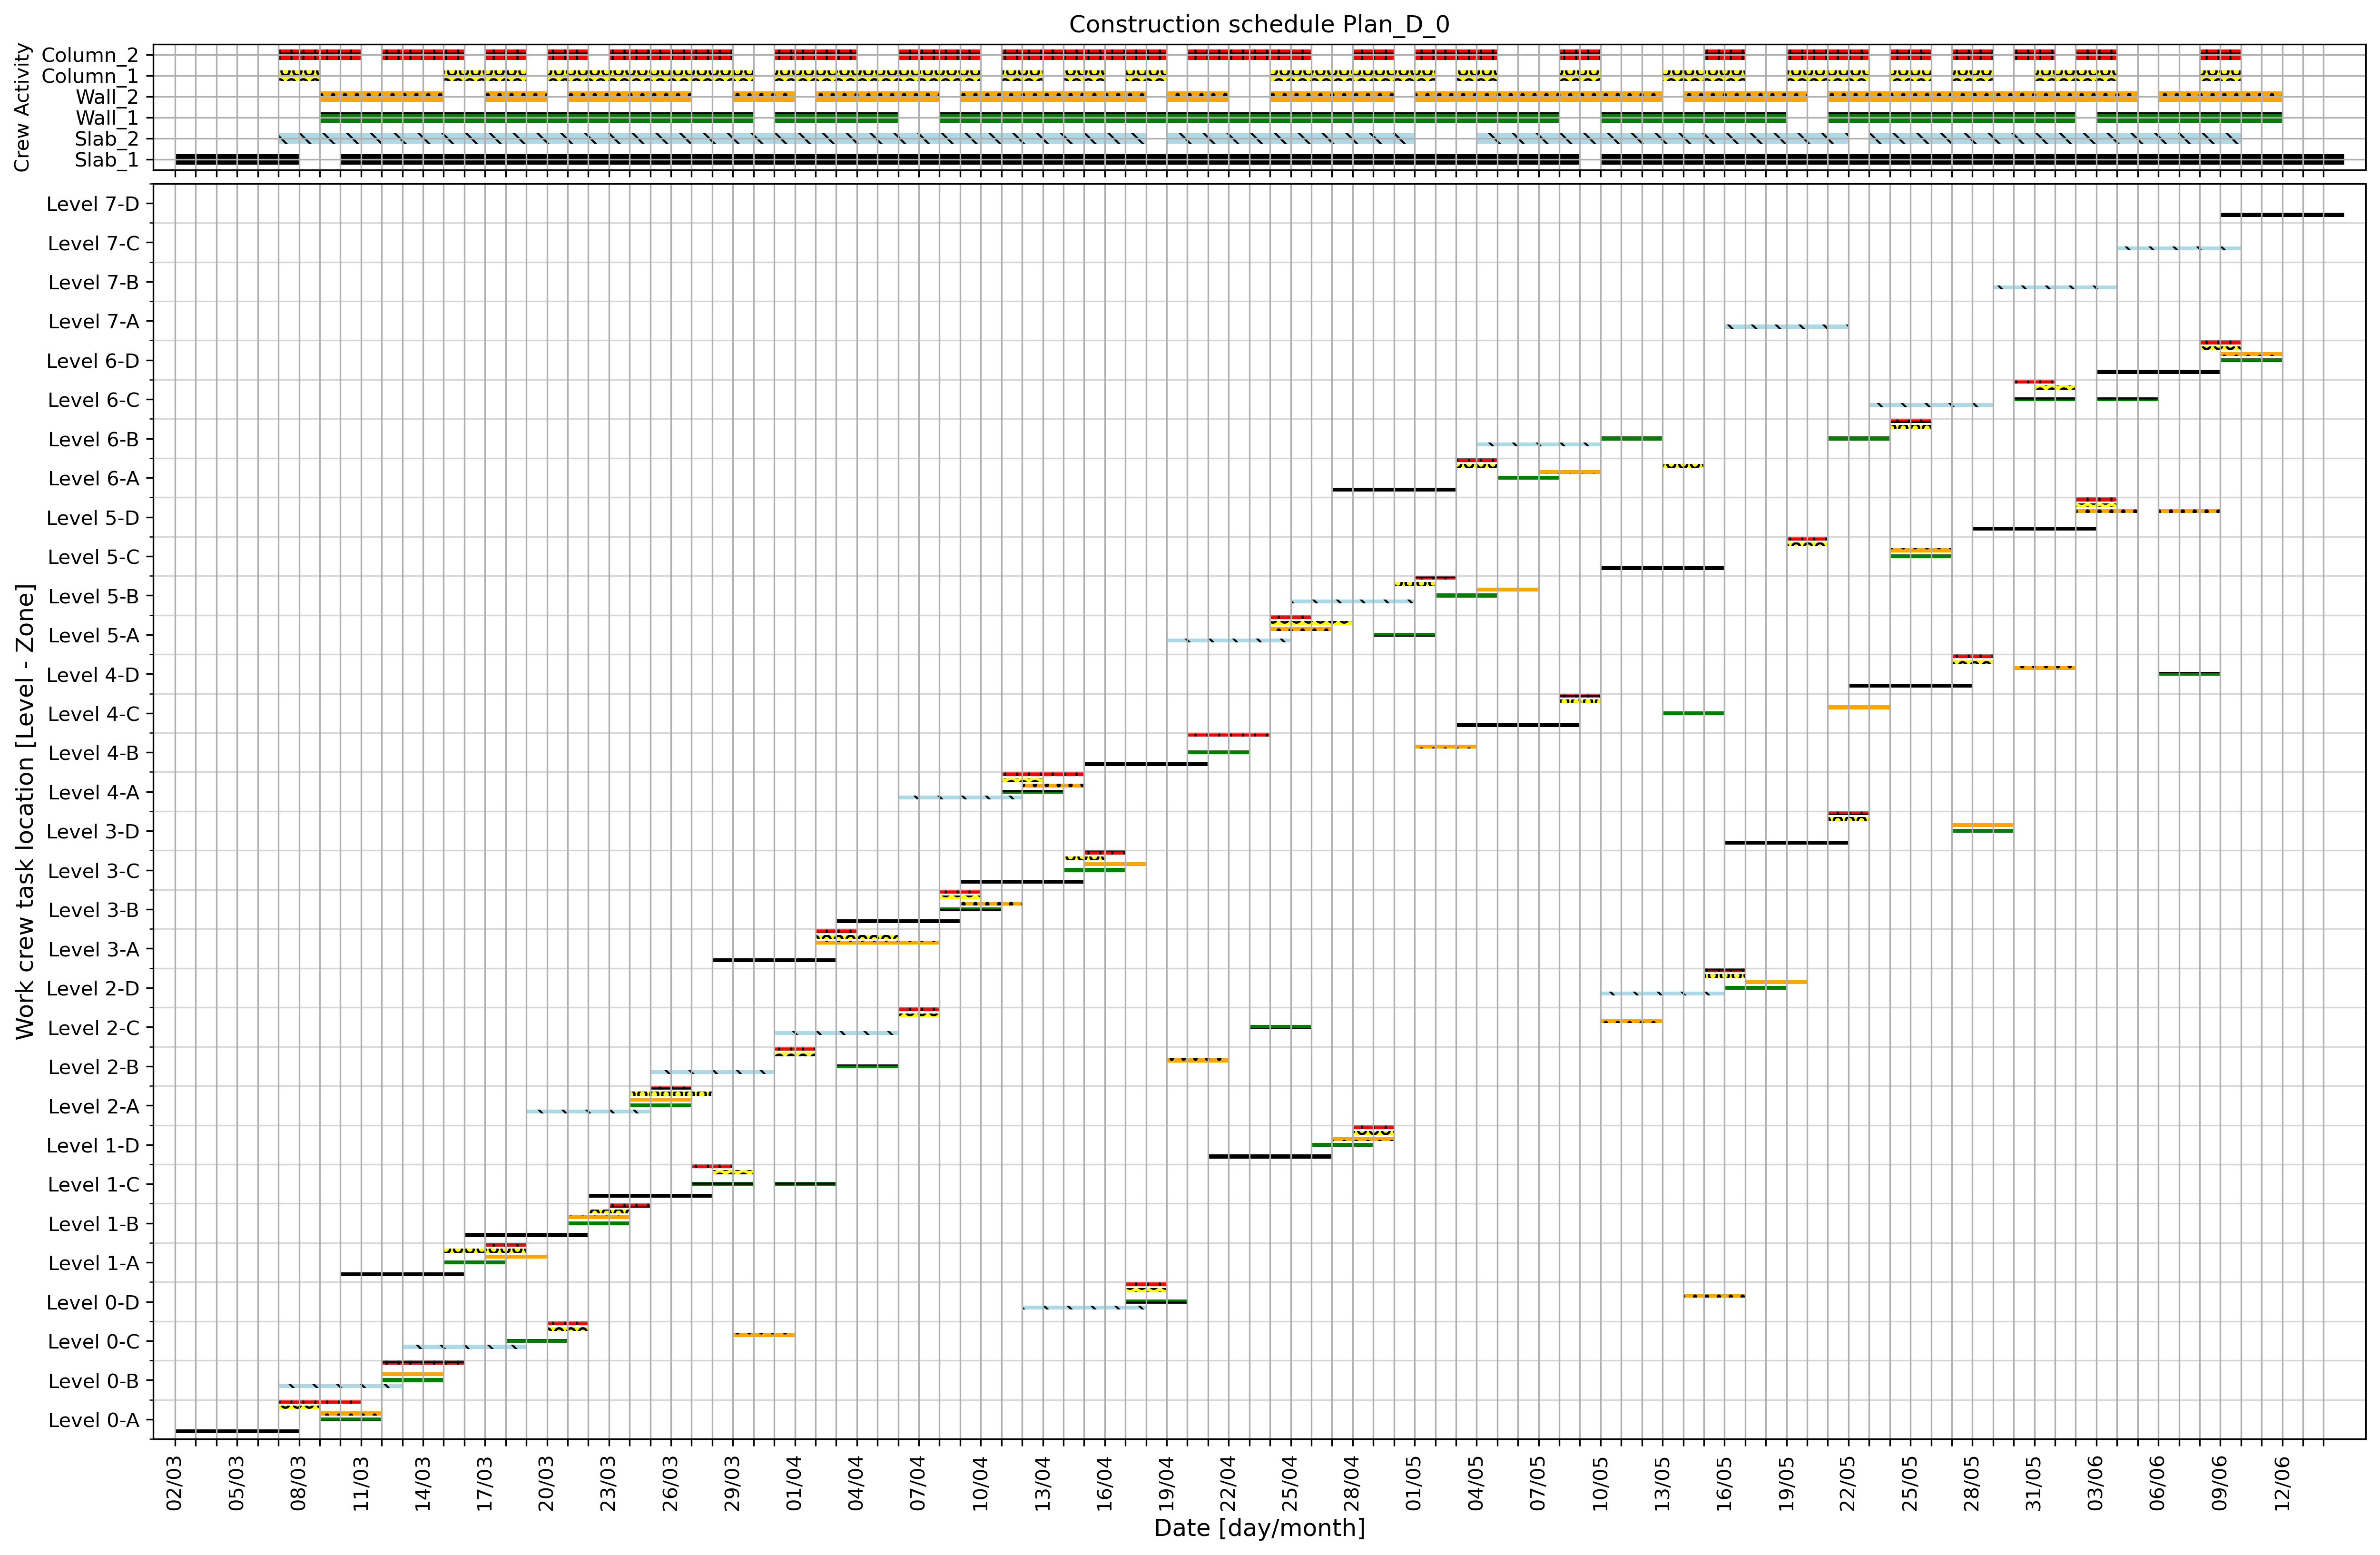 Construction schedule Plan_D_0
Crew Activity
Column_2
Column_1
Wall_2
Wall_1
Slab_2
Slab_1
Work crew task location [Level - Zone]
Level 7-D
Level 7-C
Level 7-B
Level 7-A
Level 6-D
Level 6-C
Level 6-B
Level 6-A
Level 5-D
Level 5-C
Level 5-B
Level 5-A
Level 4-D
Level 4-C
Level 4-B
Level 4-A
Level 3-D
Level 3-C
Level 3-B
Level 3-A
Level 2-D
Level 2-C
Level 2-B
Level 2-A
Level 1-D
Level 1-C
Level 1-B
Level 1-A
Level 0-D
Level 0-C
Level 0-B
Level 0-A
02/03 05/03 08/03 11/03 14/03 17/03 20/03 23/03 26/03 29/03 01/04 04/04 07/04 10/04 13/04 16/04 19/04 22/04 25/04 28/04 01/05 04/05 07/05 10/05 13/05 16/05 19/05 22/05 25/05 28/05 31/05 03/06 06/06 09/06 12/06
Date [day/month]